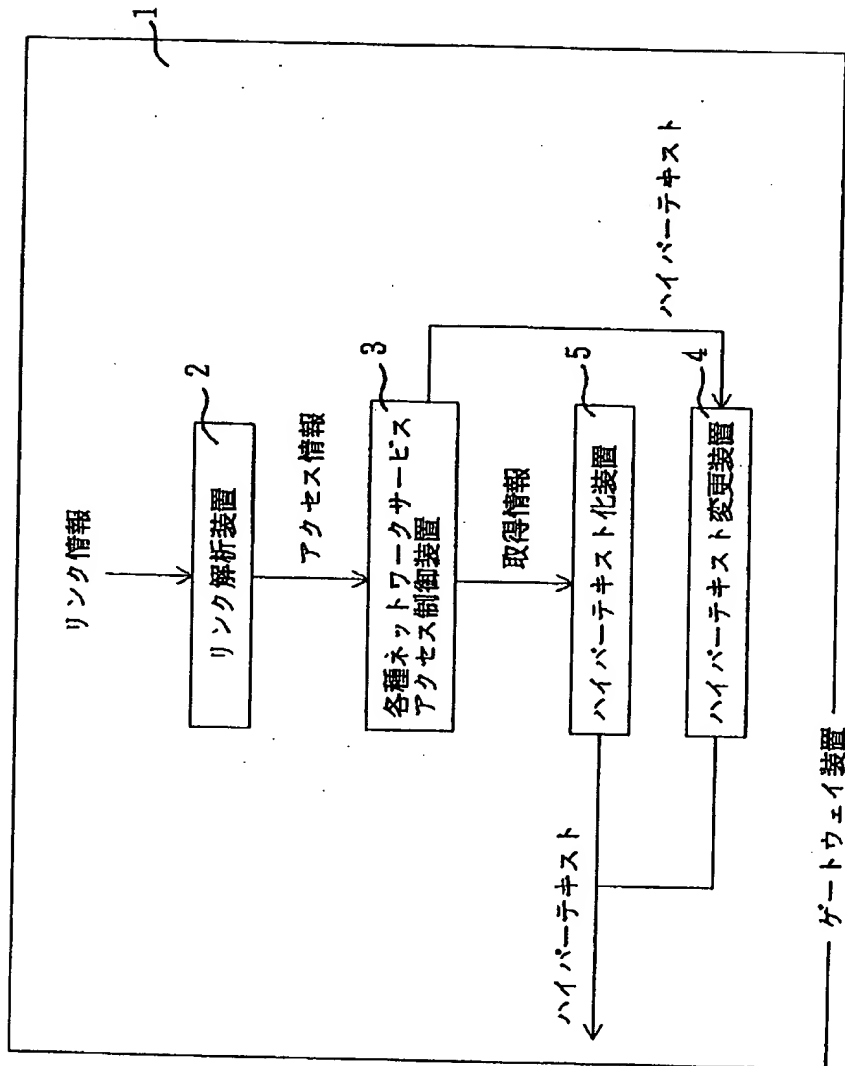 1
リンク情報
2
リンク解析装置
アクセス情報
3
各種ネットワークサービス
アクセス制御装置
取得情報
ハイパーテキスト
5
ハイパーテキスト化装置
ハイパーテキスト
4
ハイパーテキスト変更装置
ゲートウェイ装置